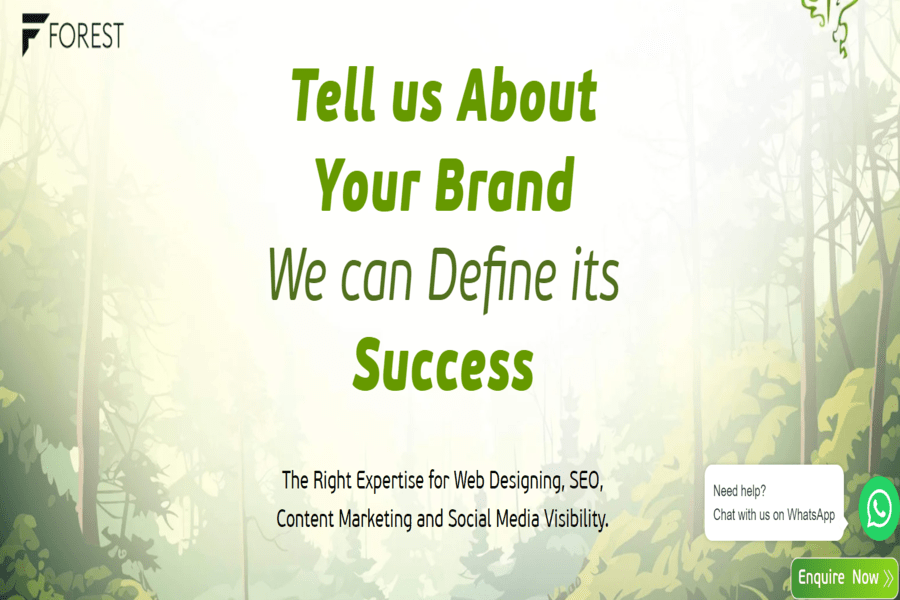 FOREST
Tell us About
Your Brand
We can Define its
Success
The Right Expertise for Web Designing, SEO,
Content Marketing and Social Media Visibility.
Need help?
Chat with us on WhatsApp
Enquire Now